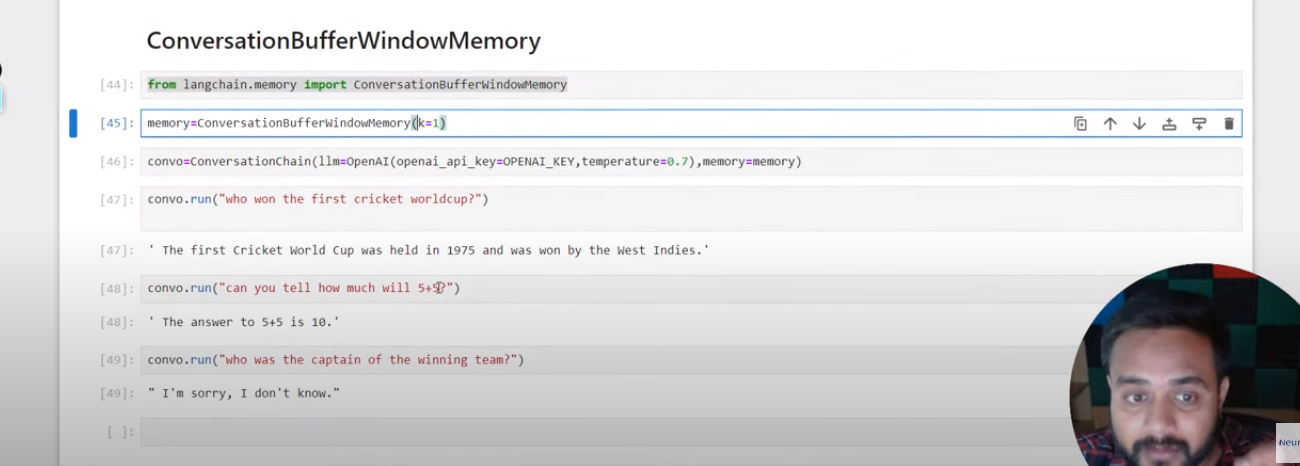 ConversationBufferWindowMemory
[44]: from langchain.memory import ConversationBufferWindowMemory
[45]: memory=ConversationBufferWindowMemory(k=1)
[46]: convo=ConversationChain(llm=OpenAI(openai_api_key=OPENAI_KEY,temperature=0.7),memory=memory)
[47]: convo.run("who won the first cricket worldcup?")
[47]: ' The first Cricket World Cup was held in 1975 and was won by the West Indies.'
[48]: convo.run("can you tell how much will 5+5?")
[48]: ' The answer to 5+5 is 10.'
[49]: convo.run("who was the captain of the winning team?")
[49]: " I'm sorry, I don't know."
[ ]:
Neur